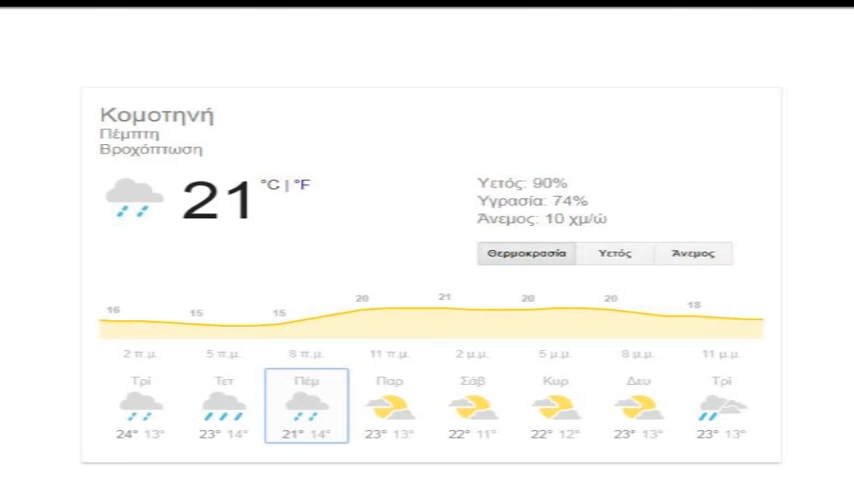 Κομοτηνή
Πέμπτη
Βροχόπτωση
21 °C | °F
Υετός: 90%
Υγρασία: 74%
Άνεμος: 10 χμ/ώ
Θερμοκρασία Υετός Άνεμος
16 15 15 20 21 20 20 18
2 π.μ. 5 π.μ. 8 π.μ. 11 π.μ. 2 μ.μ. 5 μ.μ. 8 μ.μ. 11 μ.μ.
Τρί Τετ Πέμ Παρ Σάβ Κυρ Δευ Τρί
24° 13° 23° 14° 21° 14° 23° 13° 22° 11° 22° 12° 23° 13° 23° 13°